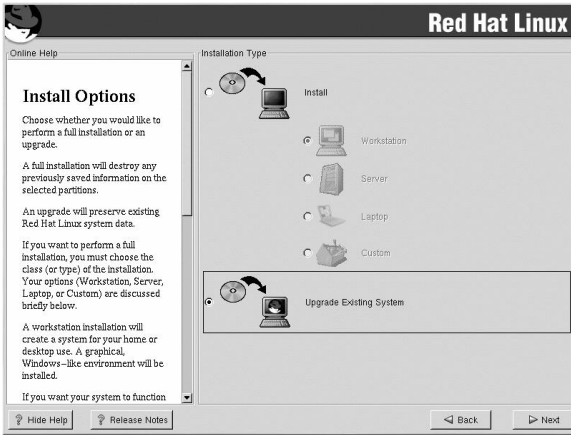 Red Hat Linux
Online Help
Install Options
Choose whether you would like to
perform a full installation or an
upgrade.
A full installation will destroy any
previously saved information on the
selected partitions.
An upgrade will preserve existing
Red Hat Linux system data.
If you want to perform a full
installation, you must choose the
class (or type) of the installation.
Your options (Workstation, Server,
Laptop, or Custom) are discussed
briefly below.
A workstation installation will
create a system for your home or
desktop use. A graphical,
Windows-like environment will be
installed.
If you want your system to function
Installation Type
Install
Workstation
Server
Laptop
Custom
Upgrade Existing System
Hide Help
Release Notes
Back
Next